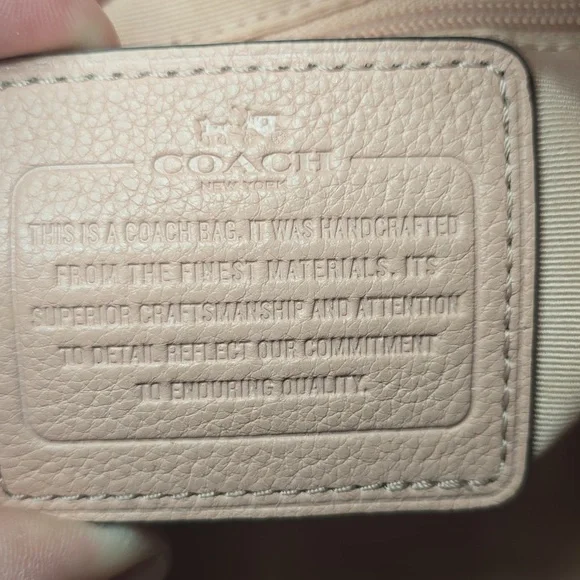 COACH
NEW YORK
THIS IS A COACH BAG. IT WAS HANDCRAFTED
FROM THE FINEST MATERIALS. ITS
SUPERIOR CRAFTSMANSHIP AND ATTENTION
TO DETAIL REFLECT OUR COMMITMENT
TO ENDURING QUALITY.